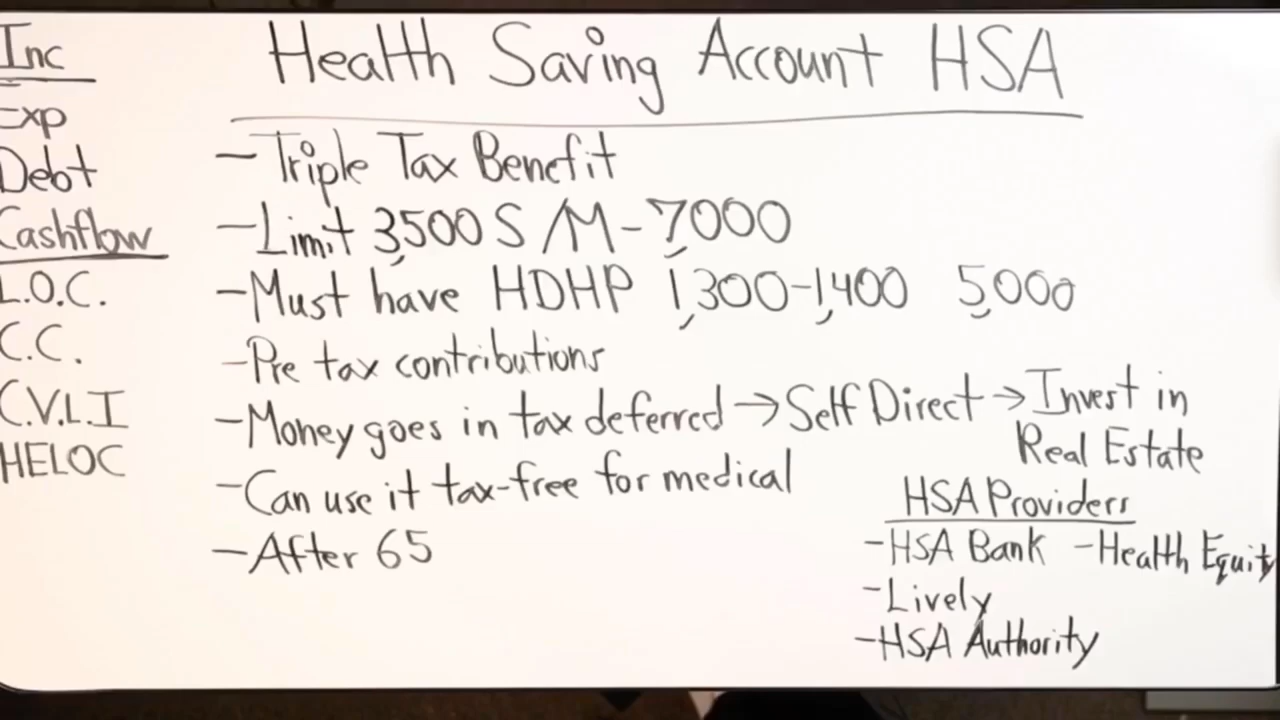 Inc
Exp
Debt
Cashflow
L.O.C.
C.C.
C.V.L.I
HELOC
Health Saving Account HSA
- Triple Tax Benefit
- Limit 3,500 S /M - 7,000
- Must have HDHP 1,300-1,400 5,000
- Pre tax contributions
- Money goes in tax deferred → Self Direct → Invest in
Real Estate
- Can use it tax-free for medical
- After 65
HSA Providers
- HSA Bank - Health Equity
- Lively
- HSA Authority